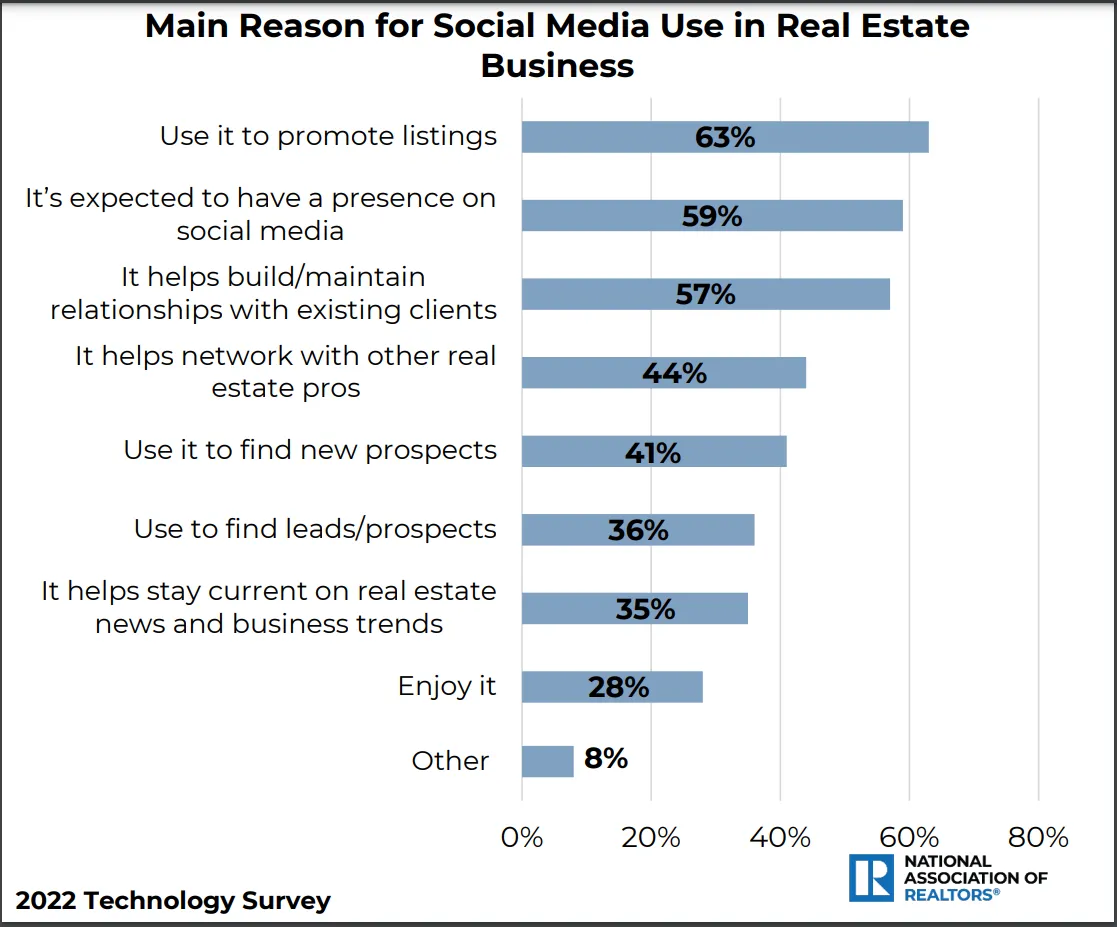 Main Reason for Social Media Use in Real Estate
Business
Use it to promote listings
63%
It’s expected to have a presence on
social media
59%
It helps build/maintain
relationships with existing clients
57%
It helps network with other real
estate pros
44%
Use it to find new prospects
41%
Use to find leads/prospects
36%
It helps stay current on real estate
news and business trends
35%
Enjoy it
28%
Other
8%
0% 20% 40% 60% 80%
2022 Technology Survey
R
NATIONAL
ASSOCIATION OF
REALTORS®